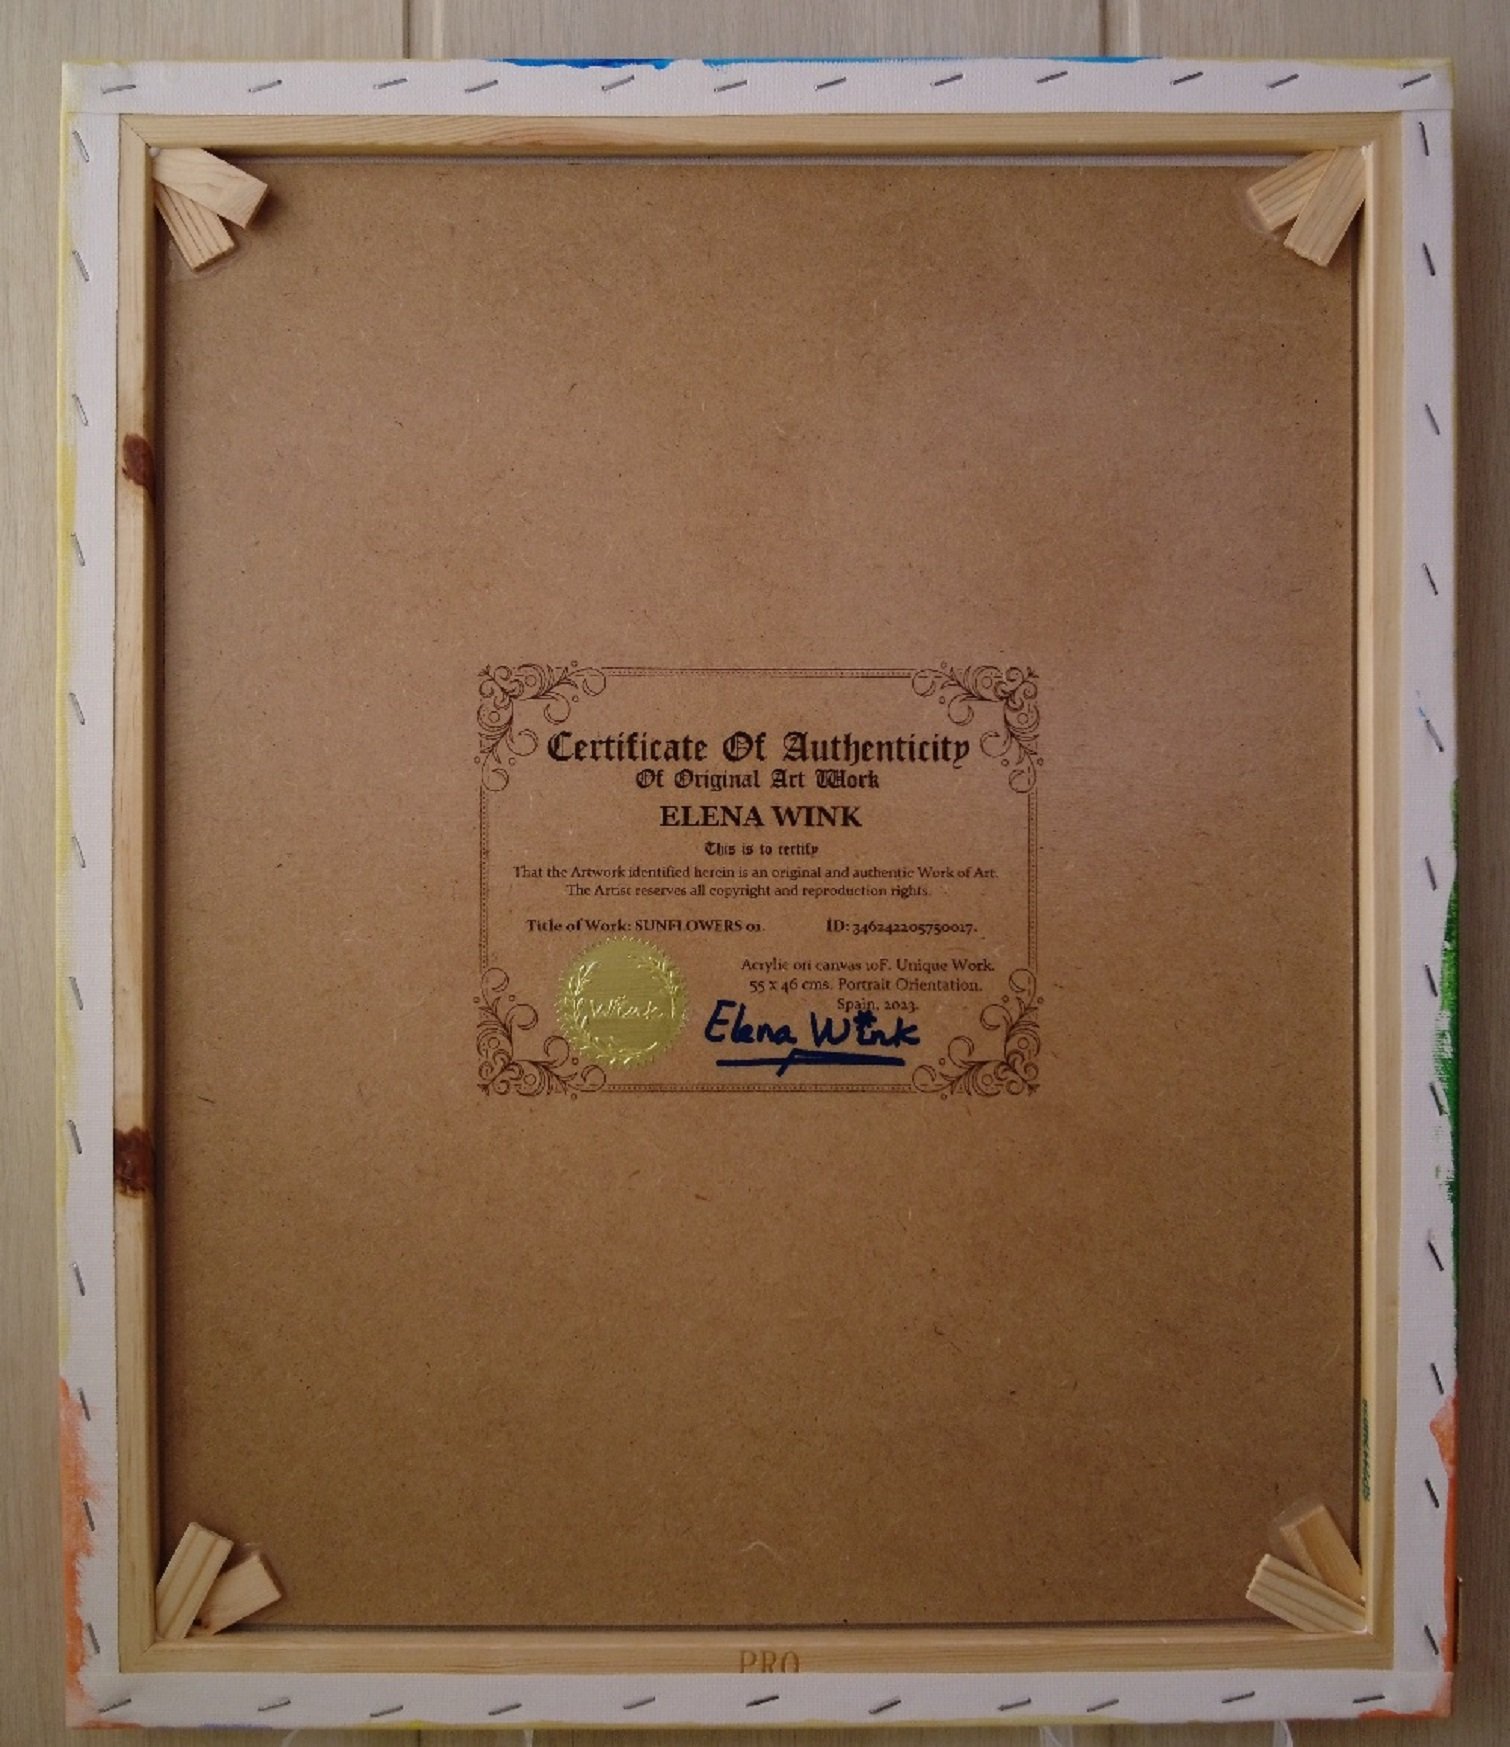 Certificate Of Authenticity
Of Original Art Work
ELENA WINK
This is to certify
That the Artwork identified herein is an original and authentic Work of Art.
The Artist reserves all copyright and reproduction rights.
Title of Work: SUNFLOWERS 01. ID: 346242205750017.
Acrylic on canvas 10F. Unique Work.
55 x 46 cms. Portrait Orientation.
Spain, 2023.
Wink
Elena Wink
PRO